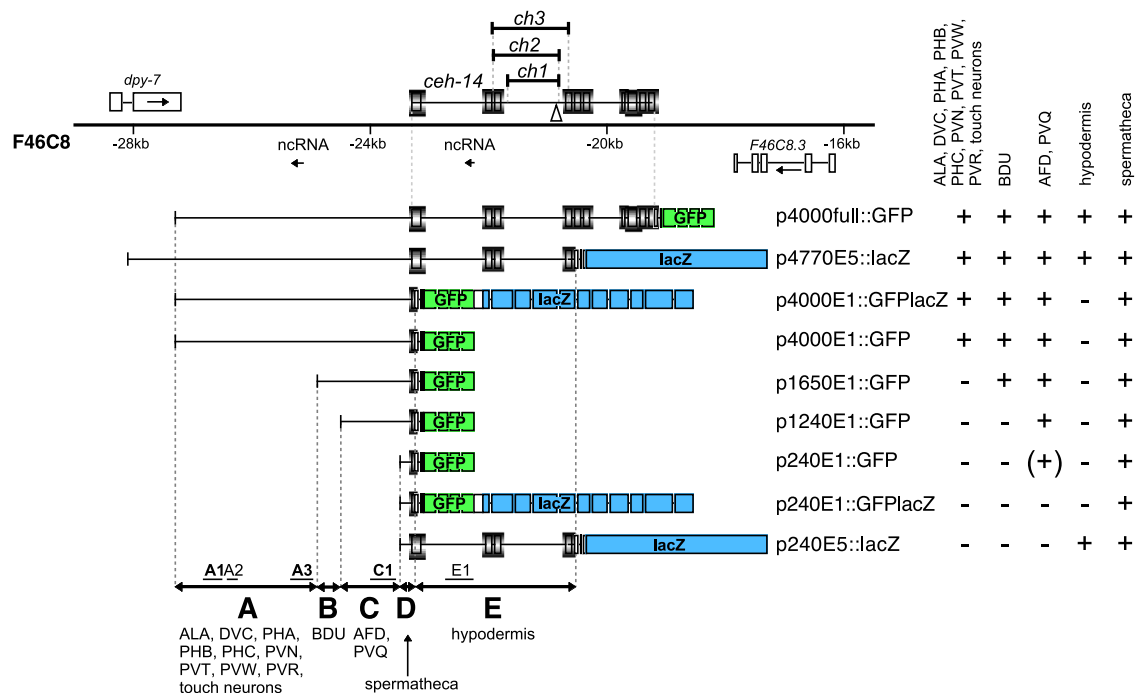 ch3
ch2
ch1
ceh-14
dpy-7
F46C8
-28kb
-24kb
-20kb
-16kb
ncRNA
ncRNA
F46C8.3
ALA, DVC, PHA, PHB,
PHC, PVN, PVT, PVW,
PVR, touch neurons
BDU
AFD, PVQ
hypodermis
spermatheca
GFP p4000full::GFP + + + + +
lacZ p4770E5::lacZ + + + + +
GFP lacZ p4000E1::GFPlacZ + + + - +
GFP p4000E1::GFP + + + - +
GFP p1650E1::GFP - + + - +
GFP p1240E1::GFP - - + - +
GFP p240E1::GFP - - (+) - +
GFP lacZ p240E1::GFPlacZ - - - - +
lacZ p240E5::lacZ - - - + +
A1 A2 A3 C1 E1
A B C D E
ALA, DVC, PHA,
PHB, PHC, PVN,
PVT, PVW, PVR,
touch neurons
BDU
AFD,
PVQ
spermatheca
hypodermis